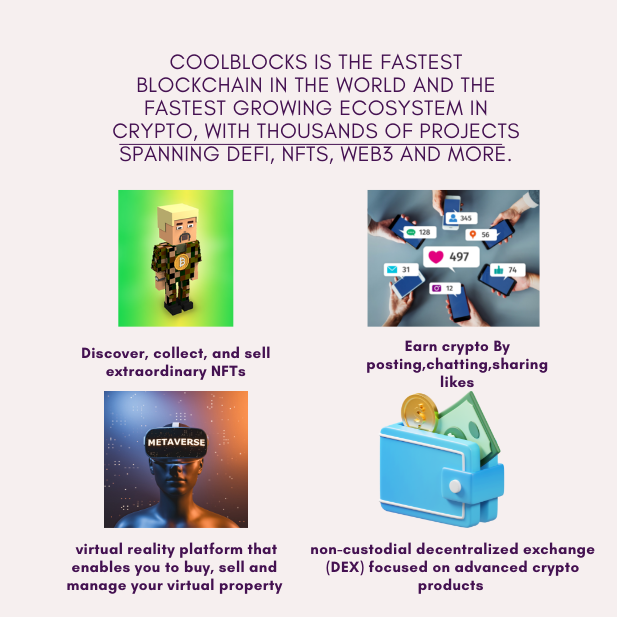 COOLBLOCKS IS THE FASTEST
BLOCKCHAIN IN THE WORLD AND THE
FASTEST GROWING ECOSYSTEM IN
CRYPTO, WITH THOUSANDS OF PROJECTS
SPANNING DEFI, NFTS, WEB3 AND MORE.
345
128
56
497
31
74
12
Discover, collect, and sell
extraordinary NFTs
Earn crypto By
posting,chatting,sharing
likes
METAVERSE
virtual reality platform that
enables you to buy, sell and
manage your virtual property
non-custodial decentralized exchange
(DEX) focused on advanced crypto
products